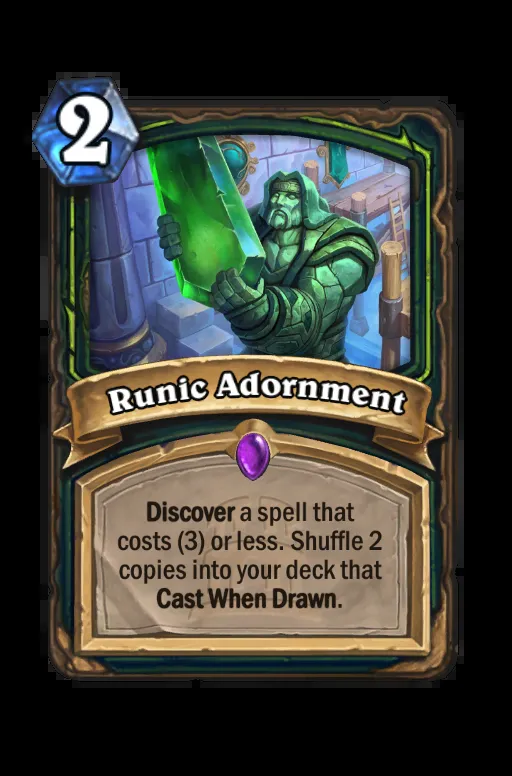 2
Runic Adornment
Discover a spell that
costs (3) or less. Shuffle 2
copies into your deck that
Cast When Drawn.